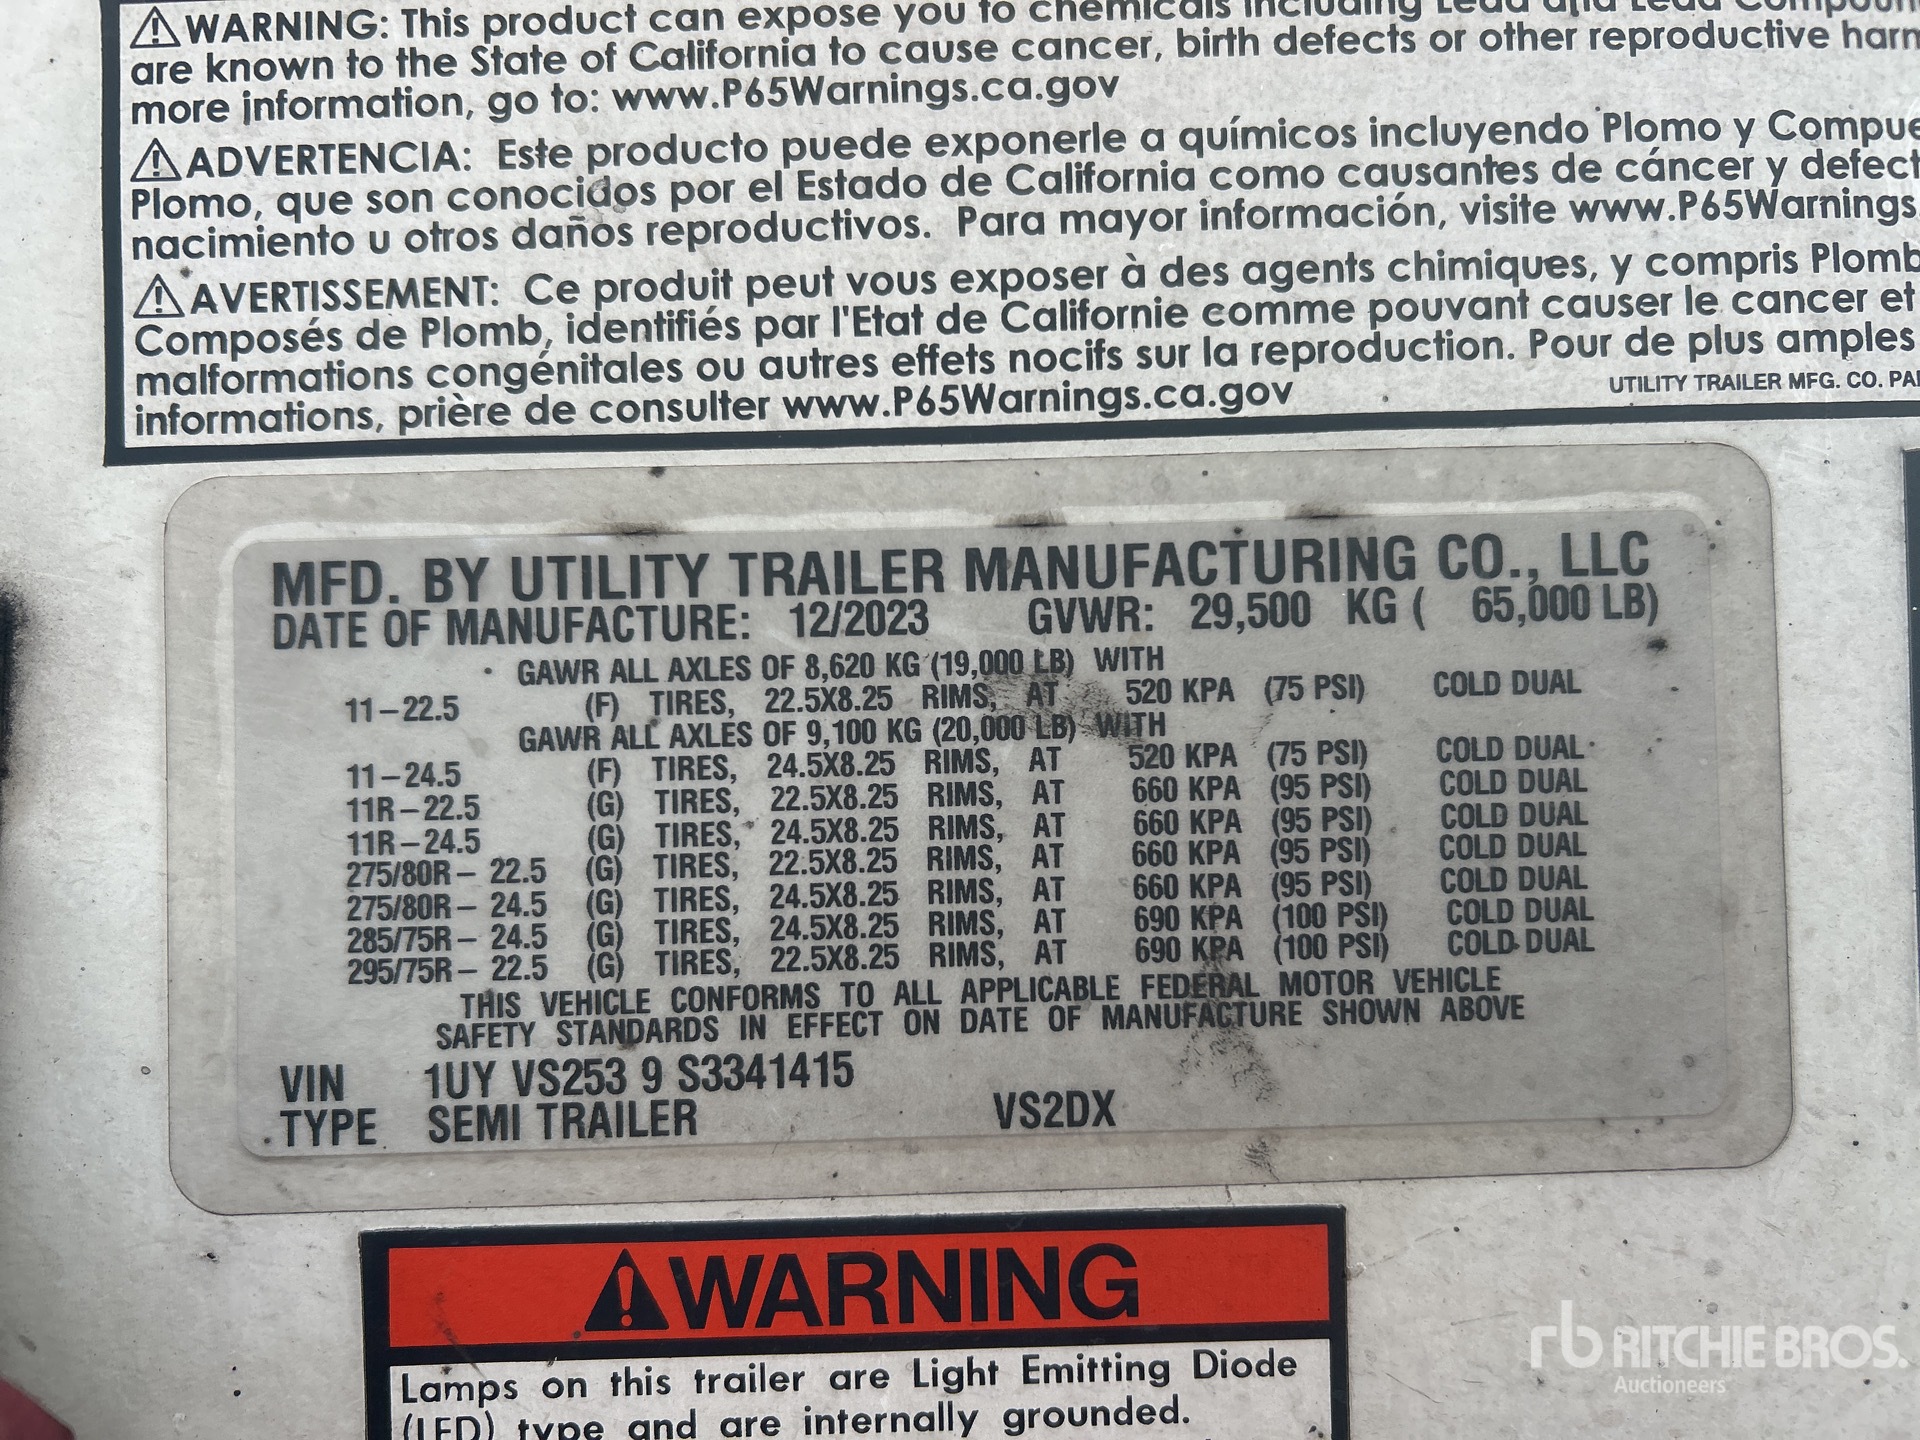 ⚠WARNING: This product can expose you to chemicals including Lead and Lead
are known to the State of California to cause cancer, birth defects or other reproductive
more information, go to: www.P65Warnings.ca.gov
⚠ADVERTENCIA: Este producto puede exponerle a químicos incluyendo Plomo y
Plomo, que son conocidos por el Estado de California como causantes de cáncer y
nacimiento u otros daños reproductivos. Para mayor información, visite www.P65Warnings
⚠AVERTISSEMENT: Ce produit peut vous exposer à des agents chimiques, y compris Plomb
Composés de Plomb, identifiés par l'Etat de Californie comme pouvant causer le cancer et
malformations congénitales ou autres effets nocifs sur la reproduction. Pour de plus amples
informations, prière de consulter www.P65Warnings.ca.gov
UTILITY TRAILER MFG. CO.
MFD. BY UTILITY TRAILER MANUFACTURING CO., LLC
DATE OF MANUFACTURE: 12/2023 GVWR: 29,500 KG ( 65,000 LB)
GAWR ALL AXLES OF 8,620 KG (19,000 LB) WITH
11-22.5 (F) TIRES, 22.5X8.25 RIMS, AT 520 KPA (75 PSI) COLD DUAL
GAWR ALL AXLES OF 9,100 KG (20,000 LB) WITH
11-24.5 (F) TIRES, 24.5X8.25 RIMS, AT 520 KPA (75 PSI) COLD DUAL
11R-22.5 (G) TIRES, 22.5X8.25 RIMS, AT 660 KPA (95 PSI) COLD DUAL
11R-24.5 (G) TIRES, 24.5X8.25 RIMS, AT 660 KPA (95 PSI) COLD DUAL
275/80R- 22.5 (G) TIRES, 22.5X8.25 RIMS, AT 660 KPA (95 PSI) COLD DUAL
275/80R- 24.5 (G) TIRES, 24.5X8.25 RIMS, AT 660 KPA (95 PSI) COLD DUAL
285/75R- 24.5 (G) TIRES, 24.5X8.25 RIMS, AT 690 KPA (100 PSI) COLD DUAL
295/75R- 22.5 (G) TIRES, 22.5X8.25 RIMS, AT 690 KPA (100 PSI) COLD DUAL
THIS VEHICLE CONFORMS TO ALL APPLICABLE FEDERAL MOTOR VEHICLE
SAFETY STANDARDS IN EFFECT ON DATE OF MANUFACTURE SHOWN ABOVE
VIN 1UY VS253 9 S3341415
TYPE SEMI TRAILER VS2DX
⚠WARNING
Lamps on this trailer are Light Emitting Diode
(LED) type and are internally grounded.
rb RITCHIE BROS.
Auctioneers